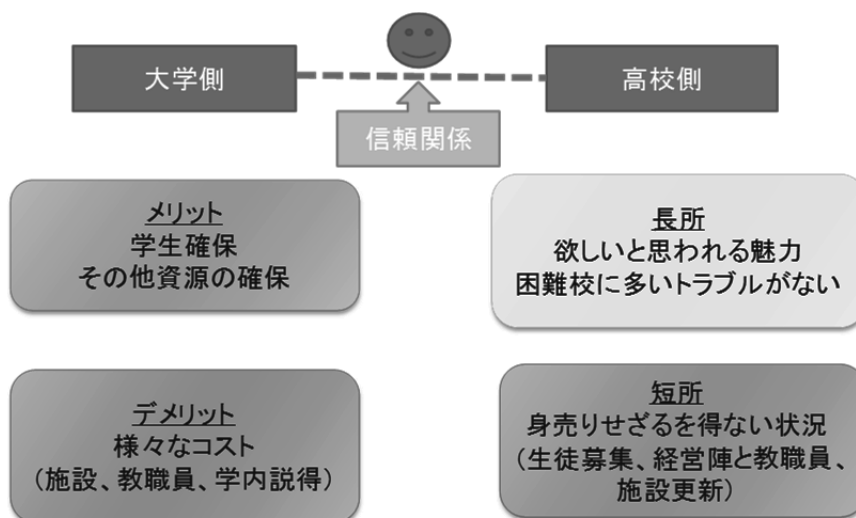 大学側
高校側
信頼関係
メリット
学生確保
その他資源の確保
長所
欲しいと思われる魅力
困難校に多いトラブルがない
デメリット
様々なコスト
(施設、教職員、学内説得)
短所
身売りせざるを得ない状況
(生徒募集、経営陣と教職員、
施設更新)